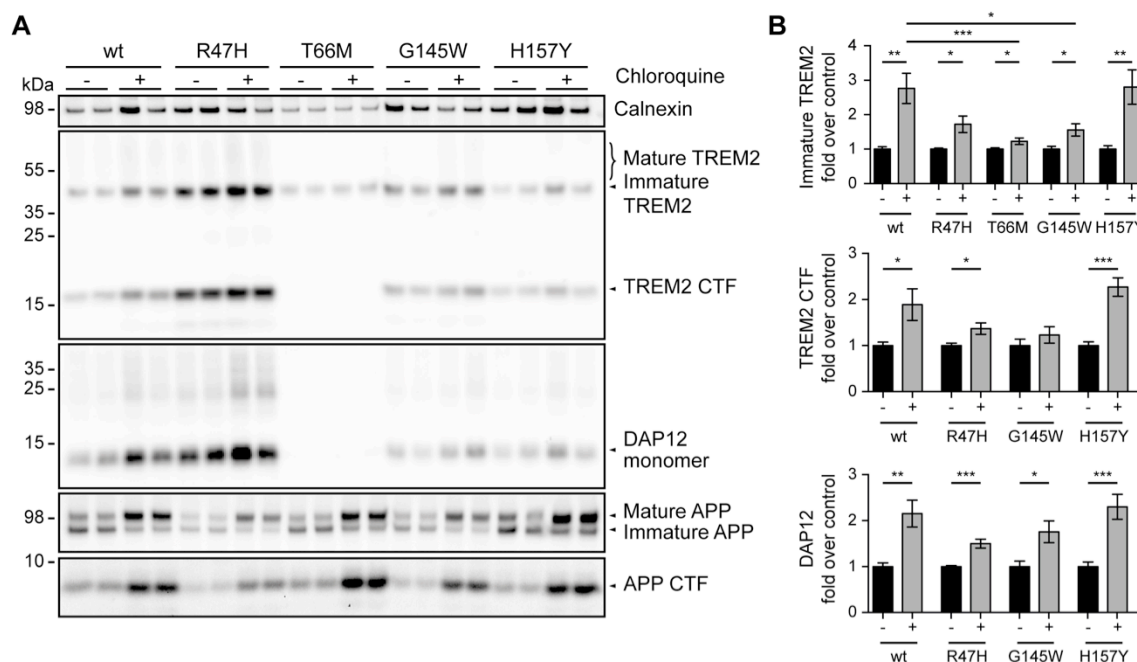 A
wt R47H T66M G145W H157Y
- + - + - + - + - + Chloroquine
kDa
98 - Calnexin
55 - Mature TREM2
Immature
TREM2
35 -
25 -
TREM2 CTF
15 -
35 -
25 -
15 - DAP12
monomer
98 - Mature APP
Immature APP
10 -
APP CTF
B
*
***
** * * * **
Immature TREM2
fold over control
4
3
2
1
0
- + - + - + - + - +
wt R47H T66M G145W H157Y
* * ***
TREM2 CTF
fold over control
3
2
1
0
- + - + - + - +
wt R47H G145W H157Y
** *** * ***
DAP12
fold over control
3
2
1
0
- + - + - + - +
wt R47H G145W H157Y